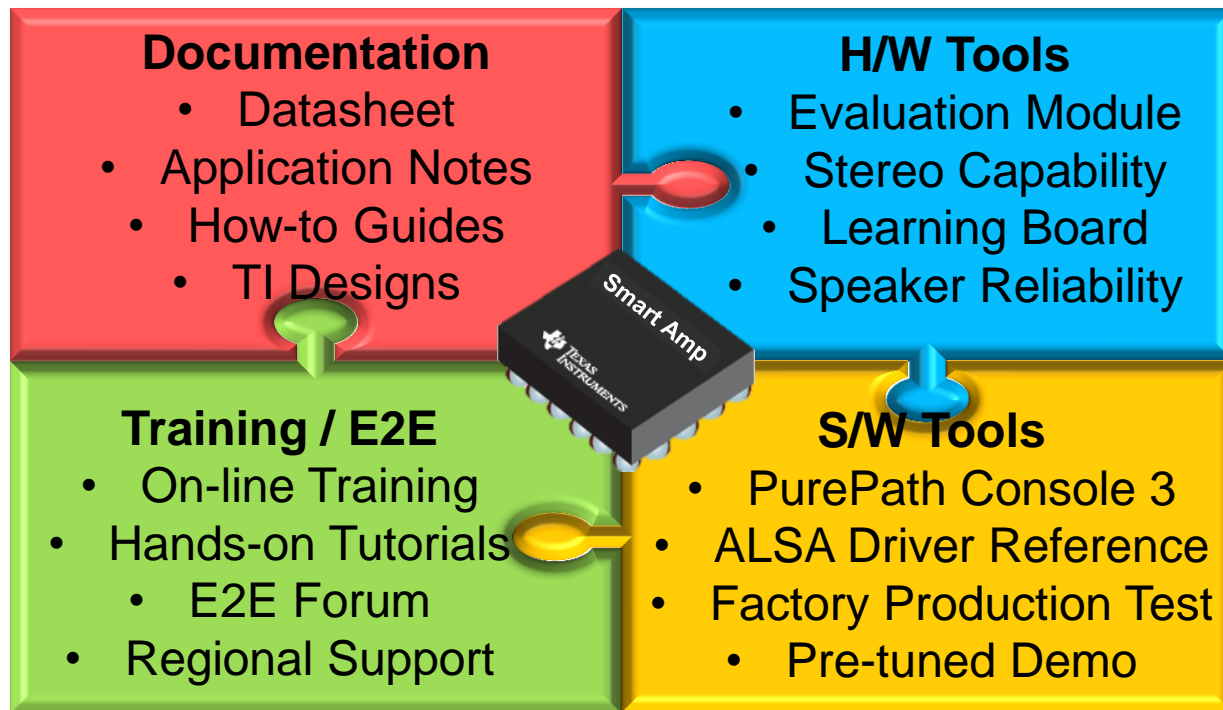 Documentation
• Datasheet
• Application Notes
• How-to Guides
• TI Designs
H/W Tools
• Evaluation Module
• Stereo Capability
• Learning Board
• Speaker Reliability
Smart Amp
TEXAS
INSTRUMENTS
Training / E2E
• On-line Training
• Hands-on Tutorials
• E2E Forum
• Regional Support
S/W Tools
• PurePath Console 3
• ALSA Driver Reference
• Factory Production Test
• Pre-tuned Demo